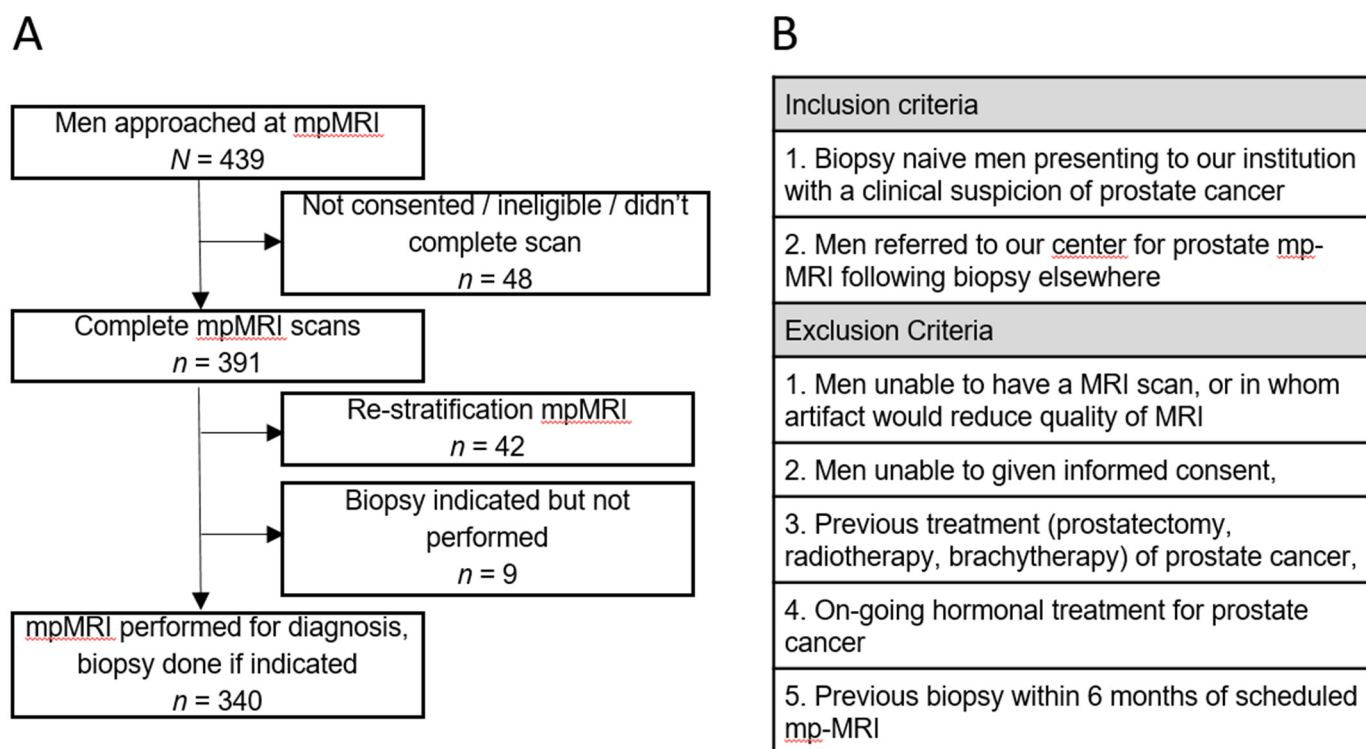 A
Men approached at mpMRI
N = 439
Not consented / ineligible / didn't
complete scan
n = 48
Complete mpMRI scans
n = 391
Re-stratification mpMRI
n = 42
Biopsy indicated but not
performed
n = 9
mpMRI performed for diagnosis,
biopsy done if indicated
n = 340
B
Inclusion criteria
1. Biopsy naive men presenting to our institution
with a clinical suspicion of prostate cancer
2. Men referred to our center for prostate mp-
MRI following biopsy elsewhere
Exclusion Criteria
1. Men unable to have a MRI scan, or in whom
artifact would reduce quality of MRI
2. Men unable to given informed consent,
3. Previous treatment (prostatectomy,
radiotherapy, brachytherapy) of prostate cancer,
4. On-going hormonal treatment for prostate
cancer
5. Previous biopsy within 6 months of scheduled
mp-MRI